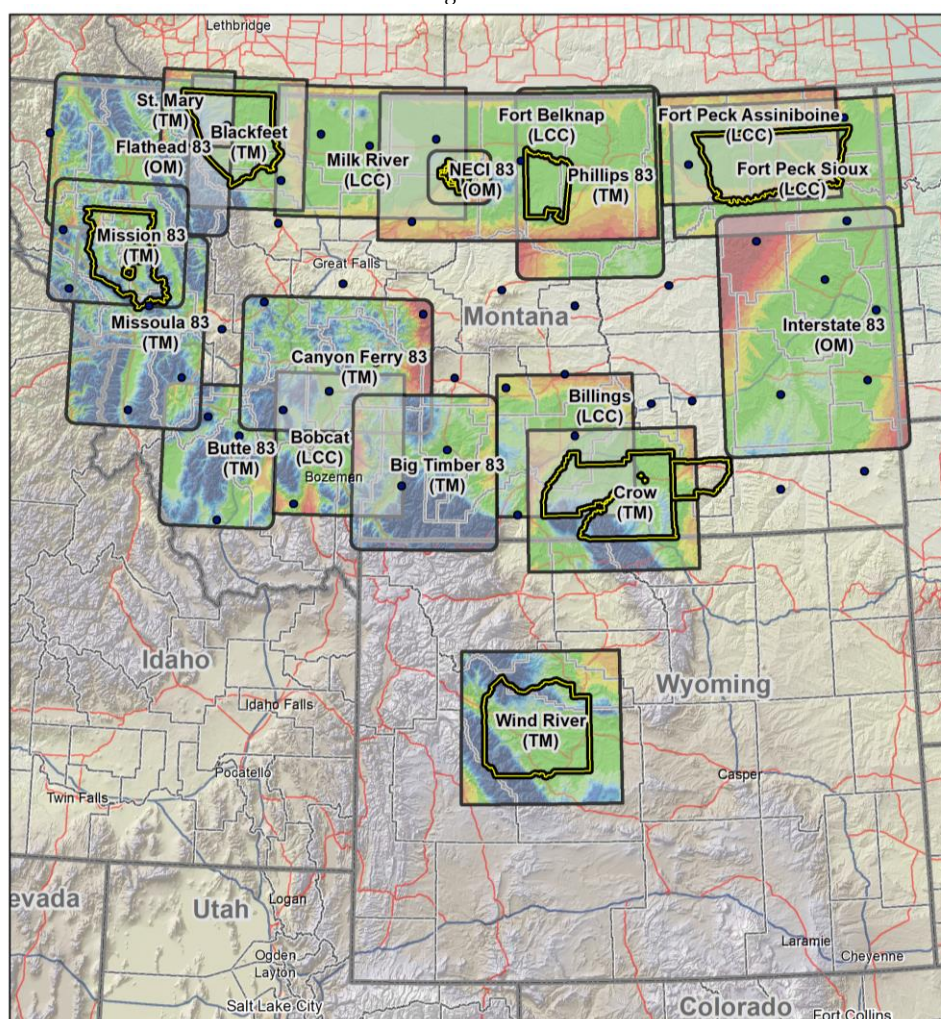 Lethbridge
St. Mary
(TM)
Blackfeet
(TM)
Flathead 83
(OM)
Milk River
(LCC)
NECI 83
(OM)
Fort Belknap
(LCC)
Phillips 83
(TM)
Fort Peck Assiniboine
(LCC)
Fort Peck Sioux
(LCC)
Mission 83
(TM)
Great Falls
Missoula 83
(TM)
Montana
Interstate 83
(OM)
Canyon Ferry 83
(TM)
Billings
(LCC)
Butte 83
(TM)
Bobcat
(LCC)
Bozeman
Big Timber 83
(TM)
Crow
(TM)
Idaho
Wyoming
Idaho Falls
Wind River
(TM)
Pocatello
Casper
Twin Falls
evada
Utah
Logan
Ogden
Layton
Laramie
Cheyenne
Salt Lake City
Colorado
Fort Collins